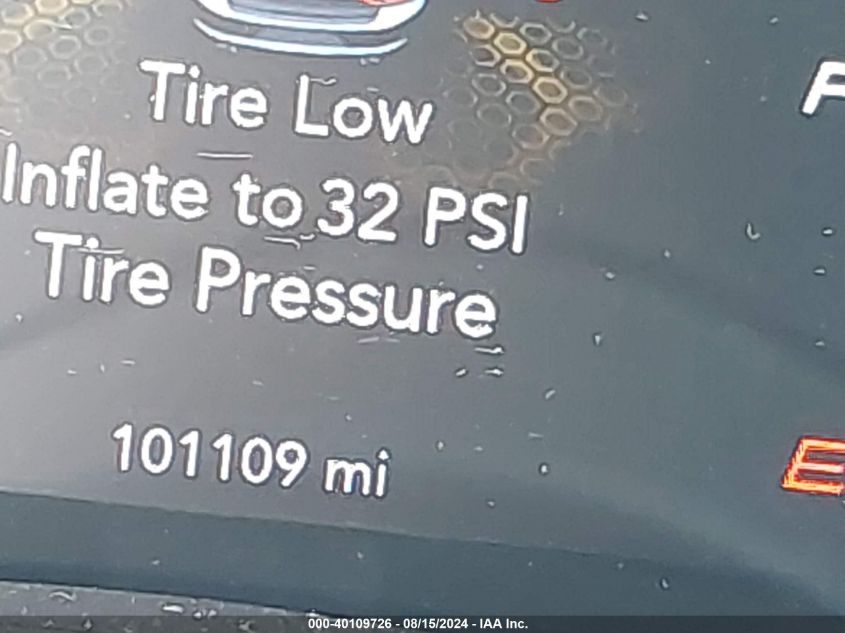 Tire Low
F
Inflate to 32 PSI
Tire Pressure
101109 mi
E
000-40109726 - 08/15/2024 - IAA Inc.